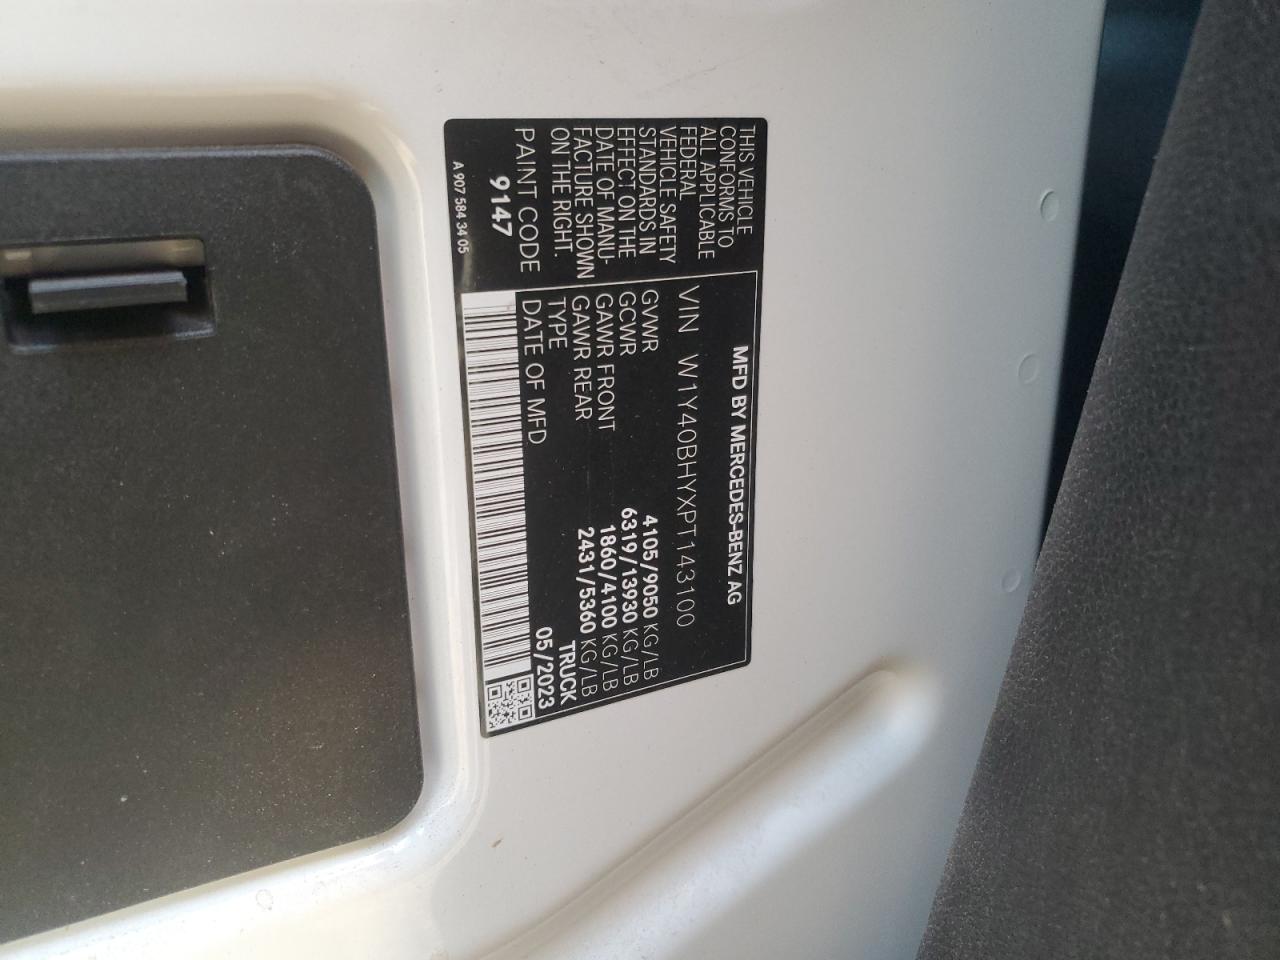 THIS VEHICLE
CONFORMS TO
ALL APPLICABLE
FEDERAL
VEHICLE SAFETY
STANDARDS IN
EFFECT ON THE
DATE OF MANU-
FACTURE SHOWN
ON THE RIGHT.
PAINT CODE
9147
A 907 584 34 05
MFD BY MERCEDES-BENZ AG
VIN W1Y40BHYXPT143100
GVWR 4105/9050 KG/LB
GCWR 6319/13930 KG/LB
GAWR FRONT 1860/4100 KG/LB
GAWR REAR 2431/5360 KG/LB
TYPE TRUCK
DATE OF MFD 05/2023